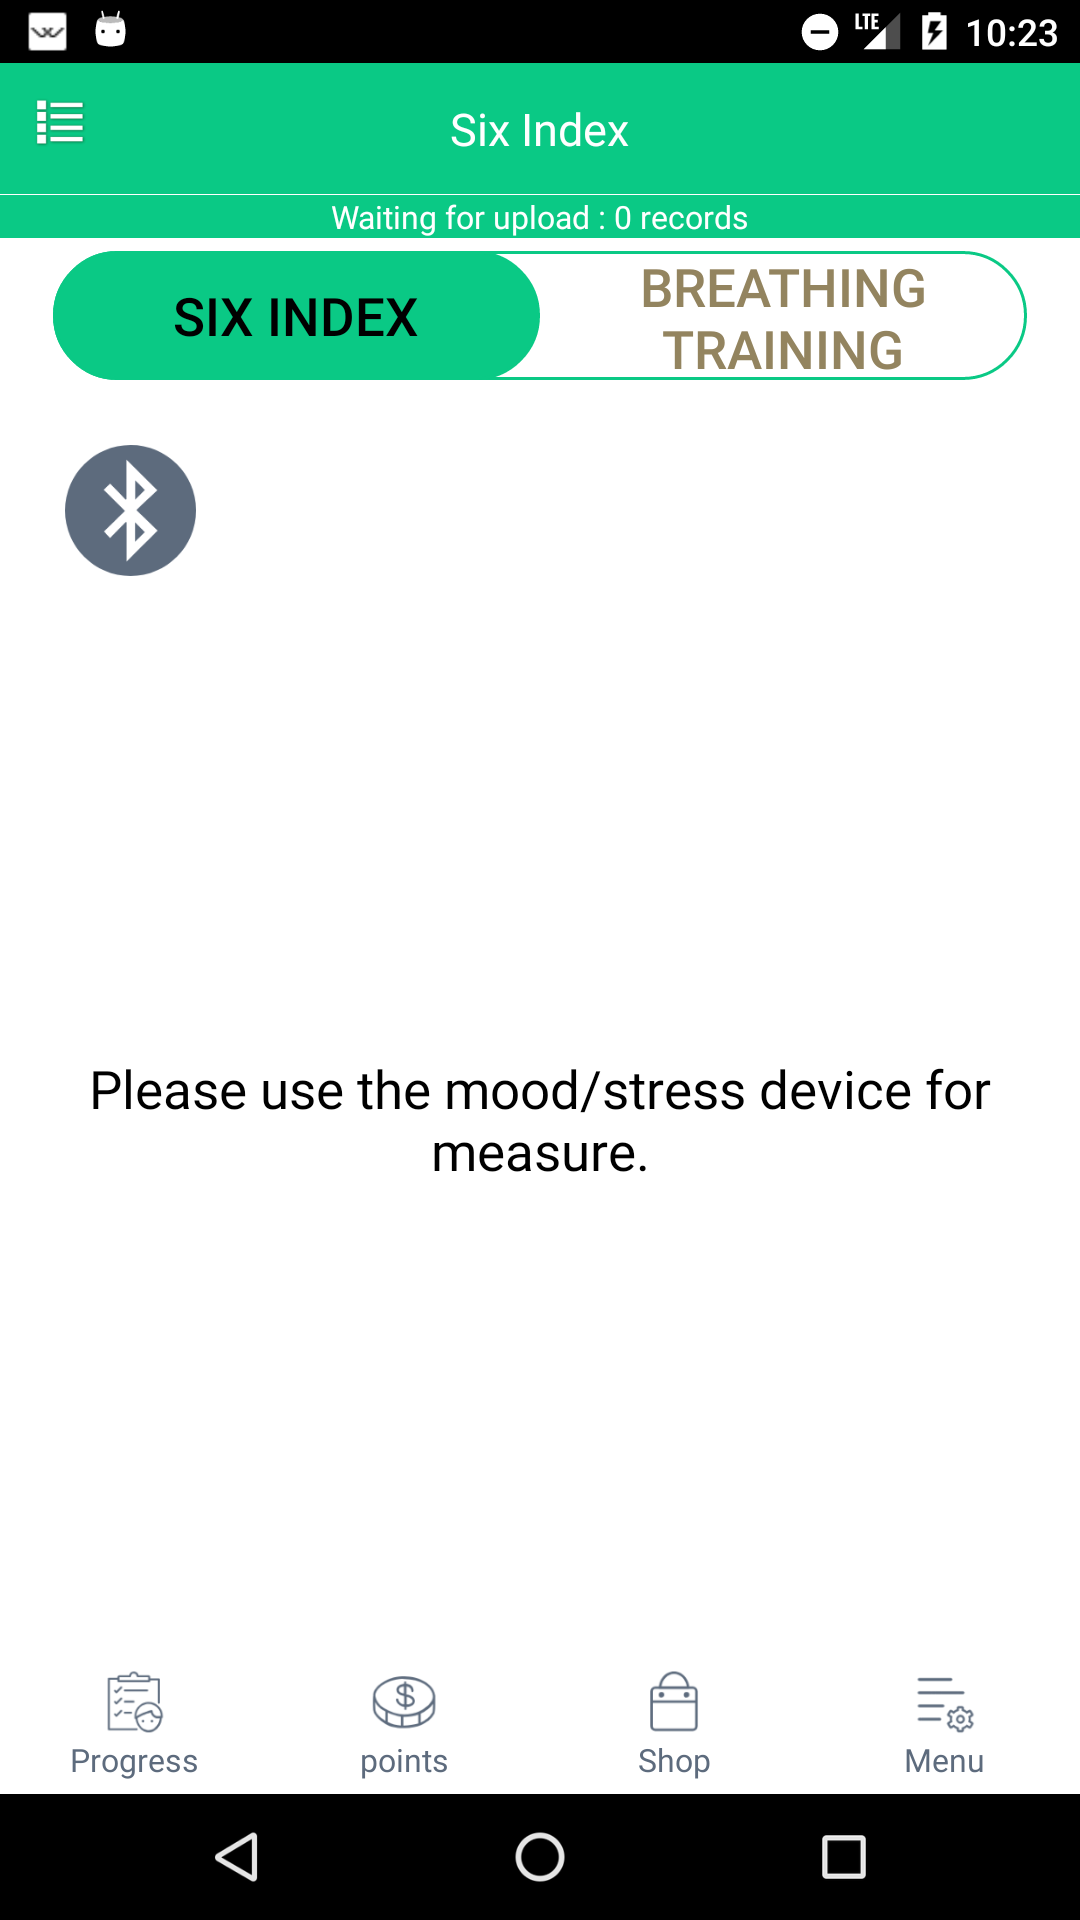 LTE 10:23
Six Index
Waiting for upload : 0 records
SIX INDEX
BREATHING
TRAINING
Please use the mood/stress device for
measure.
Progress points Shop Menu